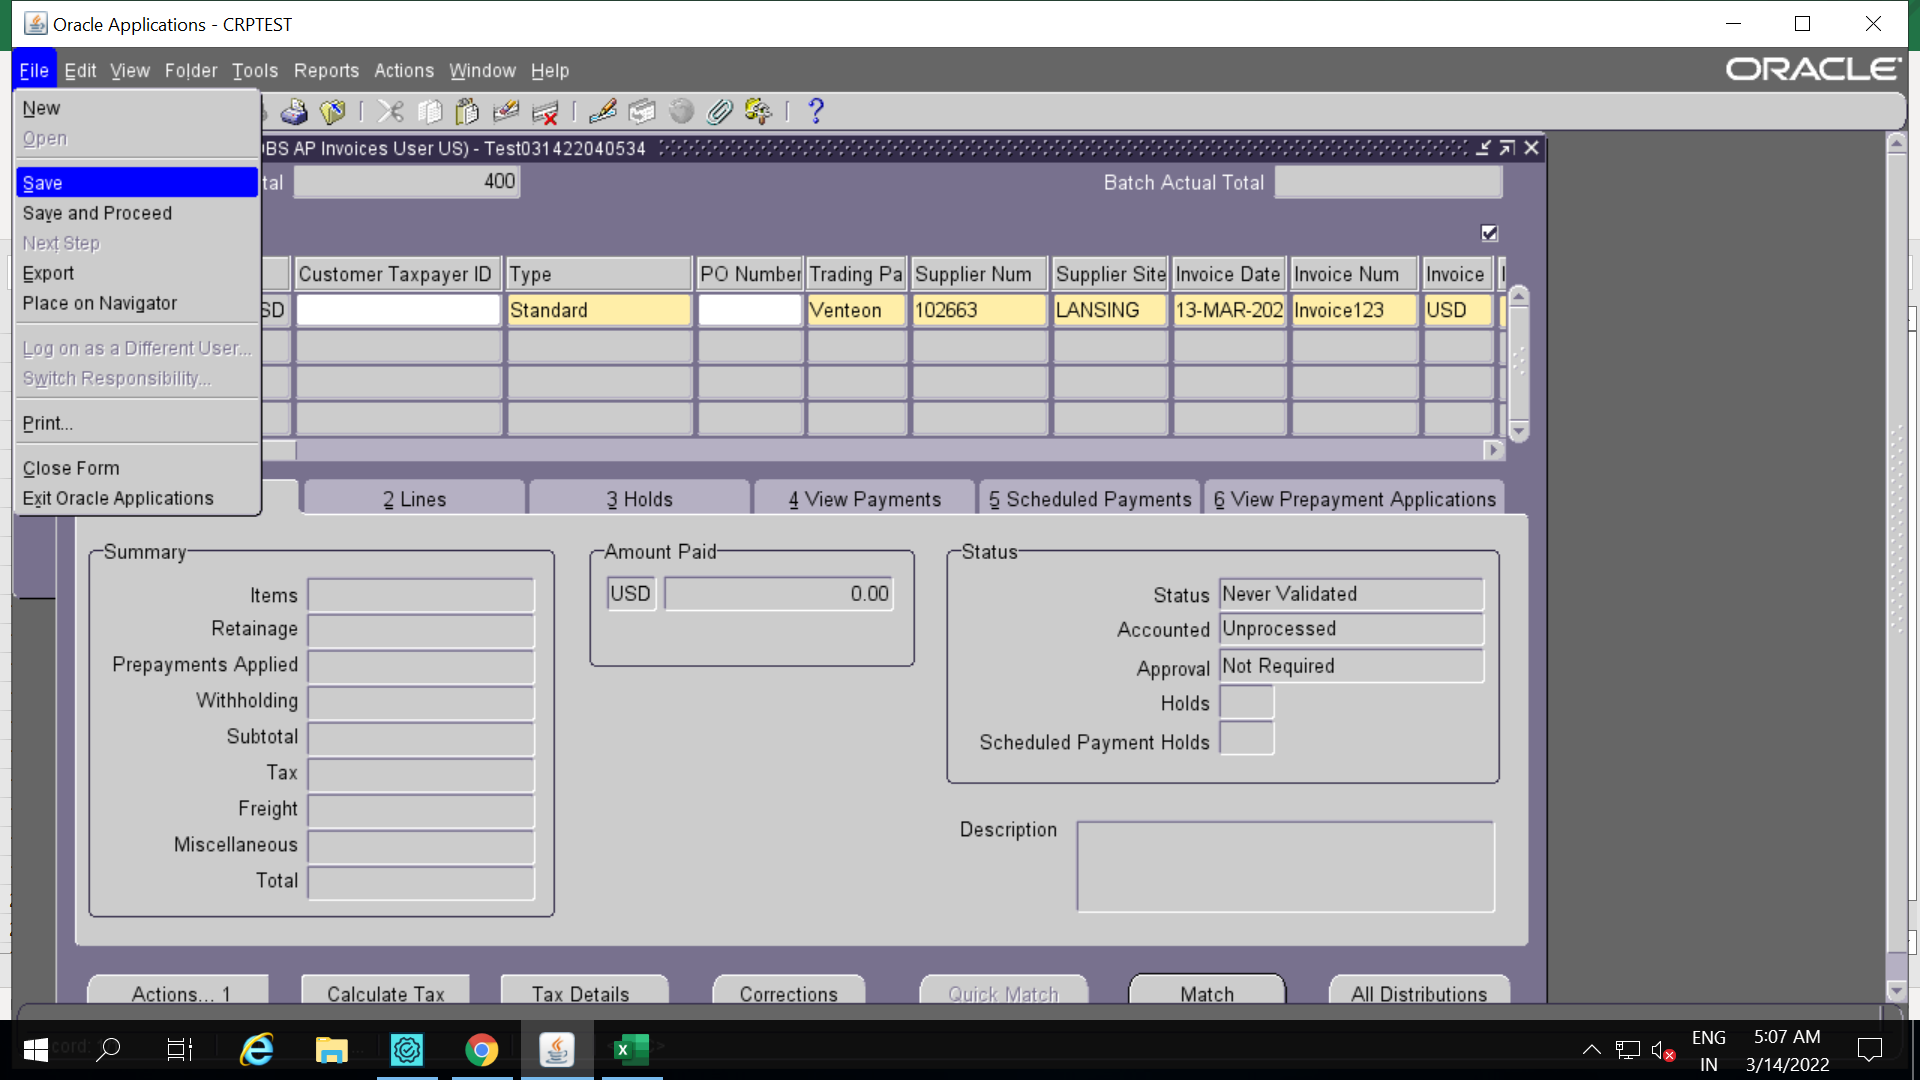 Oracle Applications - CRPTEST
File Edit View Folder Tools Reports Actions Window Help
ORACLE
New
Open
Save
Save and Proceed
Next Step
Export
Place on Navigator
Log on as a Different User...
Switch Responsibility...
Print...
Close Form
Exit Oracle Applications
BS AP Invoices User US) - Test031422040534
tal 400 Batch Actual Total
Customer Taxpayer ID Type PO Number Trading Pa Supplier Num Supplier Site Invoice Date Invoice Num Invoice
SD Standard Venteon 102663 LANSING 13-MAR-202 Invoice123 USD
2 Lines 3 Holds 4 View Payments 5 Scheduled Payments 6 View Prepayment Applications
Summary
Items
Retainage
Prepayments Applied
Withholding
Subtotal
Tax
Freight
Miscellaneous
Total
Amount Paid
USD 0.00
Status
Status Never Validated
Accounted Unprocessed
Approval Not Required
Holds
Scheduled Payment Holds
Description
Actions... 1 Calculate Tax Tax Details Corrections Quick Match Match All Distributions
ENG
IN
5:07 AM
3/14/2022